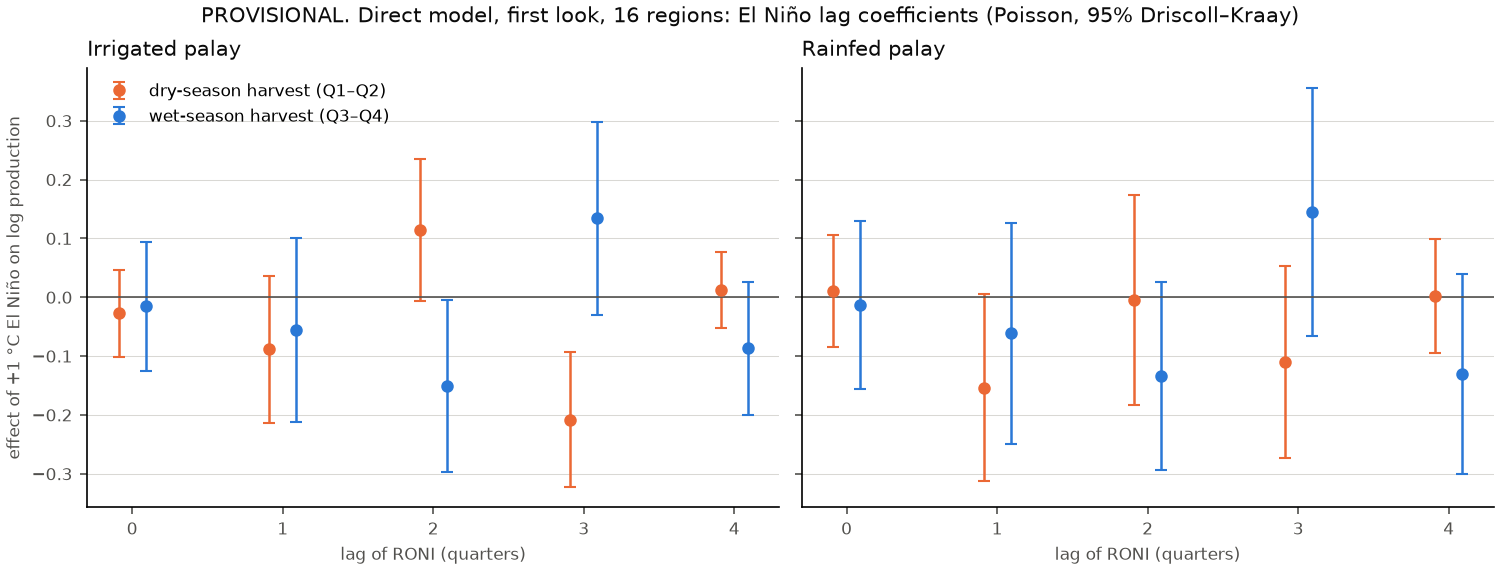 PROVISIONAL. Direct model, first look, 16 regions: El Niño lag coefficients (Poisson, 95% Driscoll–Kraay)
Irrigated palay
Rainfed palay
dry-season harvest (Q1–Q2)
wet-season harvest (Q3–Q4)
effect of +1 °C El Niño on log production
0.3
0.2
0.1
0.0
−0.1
−0.2
−0.3
0 1 2 3 4
0 1 2 3 4
lag of RONI (quarters)
lag of RONI (quarters)